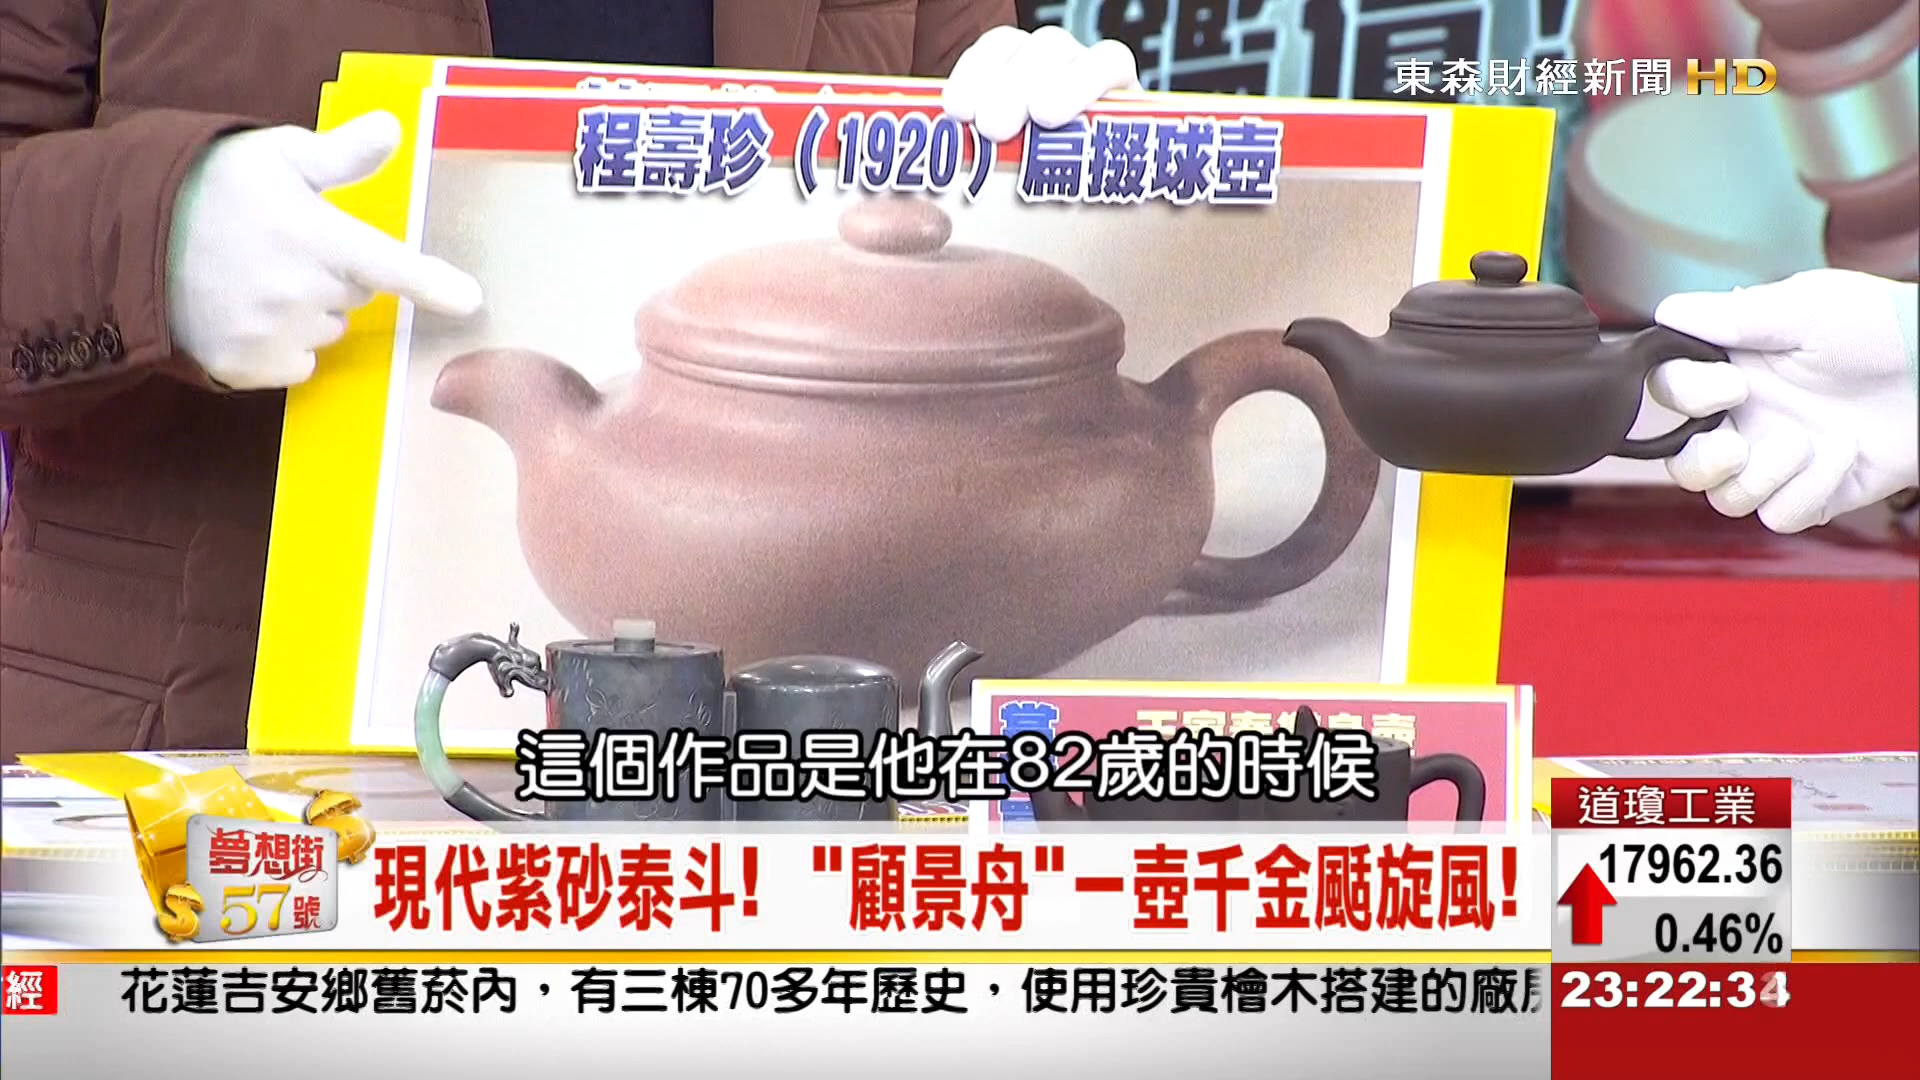 東森財經新聞HD
程壽珍（1920）扁掇球壺
這個作品是他在82歲的時候
夢想街
57號
現代紫砂泰斗！"顧景舟"一壺千金颳旋風！
道瓊工業
17962.36
0.46%
經
花蓮吉安鄉舊菸內，有三棟70多年歷史，使用珍貴檜木搭建的廠
23:22:34